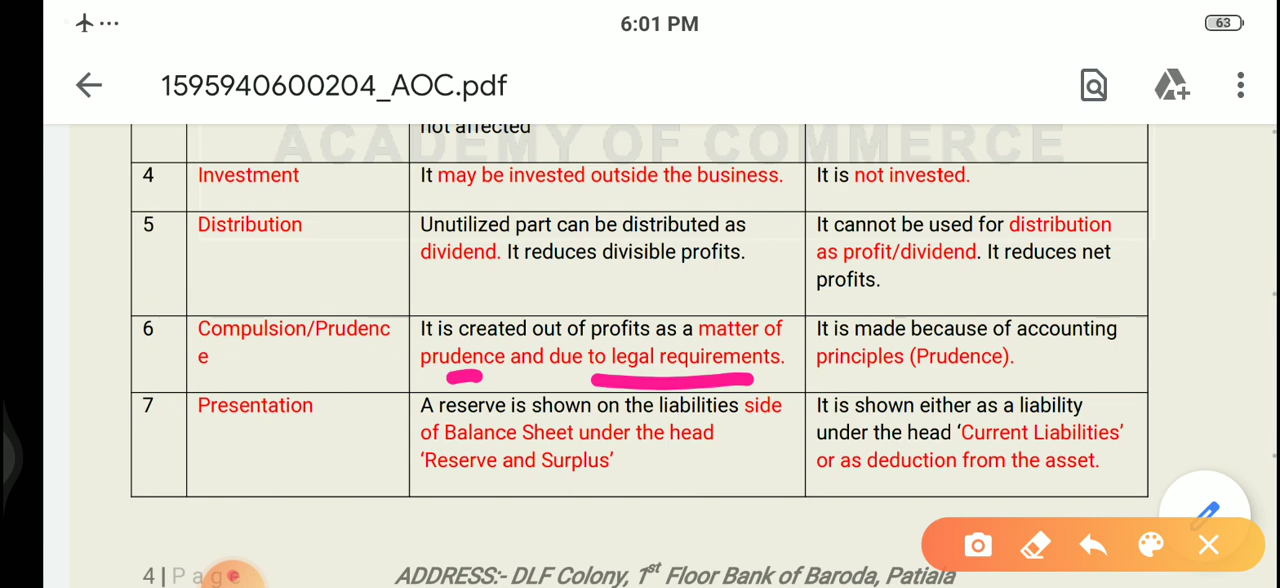 6:01 PM
63
1595940600204_AOC.pdf
ACADEMY OF COMMERCE
not affected
4 Investment It may be invested outside the business. It is not invested.
5 Distribution Unutilized part can be distributed as It cannot be used for distribution
dividend. It reduces divisible profits. as profit/dividend. It reduces net
profits.
6 Compulsion/Prudenc It is created out of profits as a matter of It is made because of accounting
e prudence and due to legal requirements. principles (Prudence).
7 Presentation A reserve is shown on the liabilities side It is shown either as a liability
of Balance Sheet under the head under the head ‘Current Liabilities’
‘Reserve and Surplus’ or as deduction from the asset.
4 | Page ADDRESS:- DLF Colony, 1st Floor Bank of Baroda, Patiala